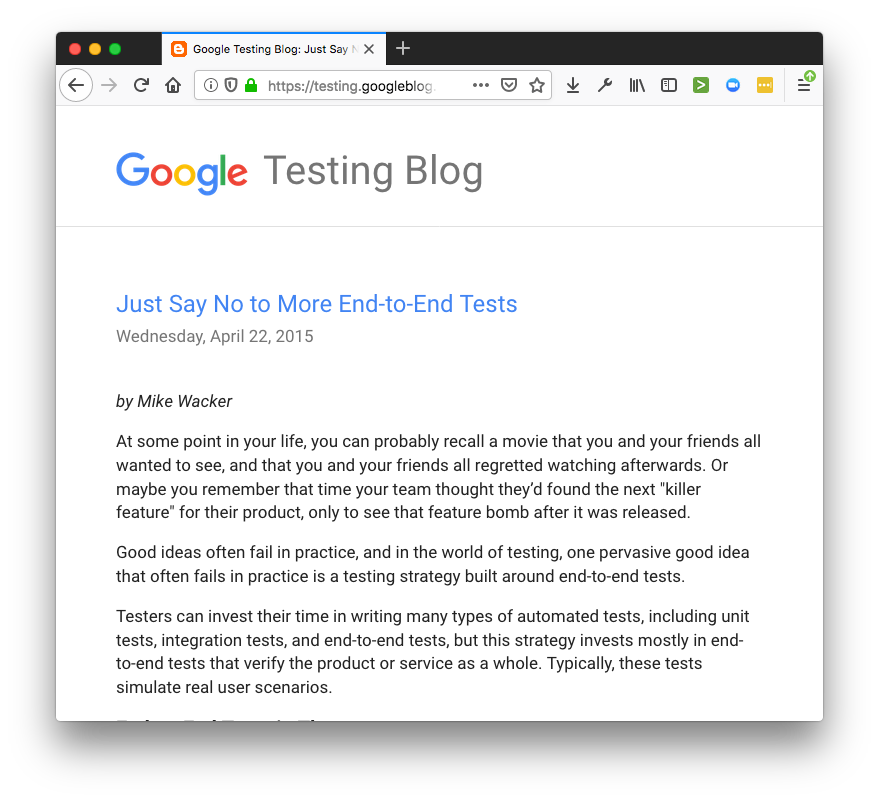 Google Testing Blog: Just Say
https://testing.googleblog.
Google Testing Blog
Just Say No to More End-to-End Tests
Wednesday, April 22, 2015
by Mike Wacker
At some point in your life, you can probably recall a movie that you and your friends all
wanted to see, and that you and your friends all regretted watching afterwards. Or
maybe you remember that time your team thought they’d found the next "killer
feature" for their product, only to see that feature bomb after it was released.
Good ideas often fail in practice, and in the world of testing, one pervasive good idea
that often fails in practice is a testing strategy built around end-to-end tests.
Testers can invest their time in writing many types of automated tests, including unit
tests, integration tests, and end-to-end tests, but this strategy invests mostly in end-
to-end tests that verify the product or service as a whole. Typically, these tests
simulate real user scenarios.